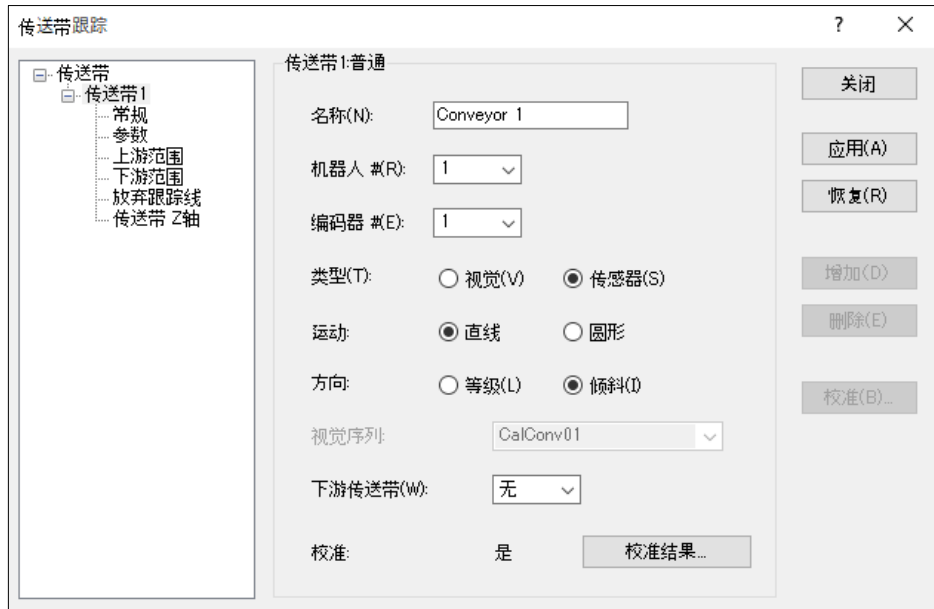 传送带跟踪
传送带
传送带1
常规
参数
上游范围
下游范围
放弃跟踪线
传送带 Z轴
传送带1:普通
名称(N): Conveyor 1
机器人 #(R): 1
编码器 #(E): 1
类型(T): 视觉(V) 传感器(S)
运动: 直线 圆形
方向: 等级(L) 倾斜(I)
视觉序列: CalConv01
下游传送带(W): 无
校准: 是 校准结果...
关闭
应用(A)
恢复(R)
增加(D)
删除(E)
校准(B)...